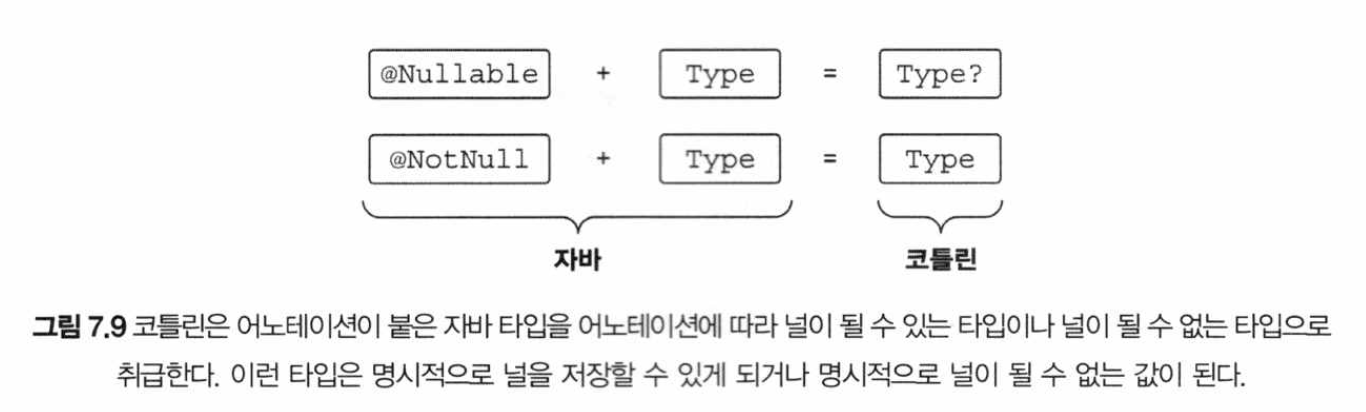 @Nullable + Type = Type?
@NotNull + Type = Type
자바 코틀린
그림 7.9 코틀린은 어노테이션이 붙은 자바 타입을 어노테이션에 따라 널이 될 수 있는 타입이나 널이 될 수 없는 타입으로
취급한다. 이런 타입은 명시적으로 널을 저장할 수 있게 되거나 명시적으로 널이 될 수 없는 값이 된다.